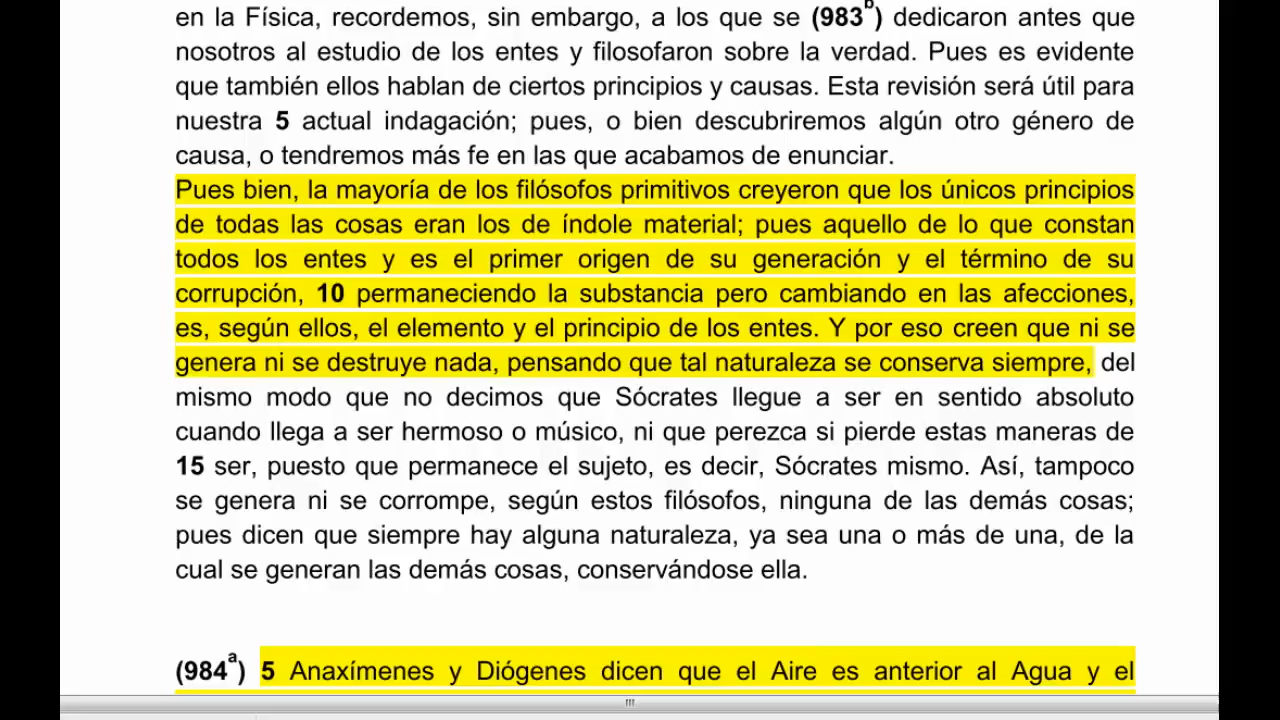 en la Física, recordemos, sin embargo, a los que se (983b) dedicaron antes que
nosotros al estudio de los entes y filosofaron sobre la verdad. Pues es evidente
que también ellos hablan de ciertos principios y causas. Esta revisión será útil para
nuestra 5 actual indagación; pues, o bien descubriremos algún otro género de
causa, o tendremos más fe en las que acabamos de enunciar.
Pues bien, la mayoría de los filósofos primitivos creyeron que los únicos principios
de todas las cosas eran los de índole material; pues aquello de lo que constan
todos los entes y es el primer origen de su generación y el término de su
corrupción, 10 permaneciendo la substancia pero cambiando en las afecciones,
es, según ellos, el elemento y el principio de los entes. Y por eso creen que ni se
genera ni se destruye nada, pensando que tal naturaleza se conserva siempre, del
mismo modo que no decimos que Sócrates llegue a ser en sentido absoluto
cuando llega a ser hermoso o músico, ni que perezca si pierde estas maneras de
15 ser, puesto que permanece el sujeto, es decir, Sócrates mismo. Así, tampoco
se genera ni se corrompe, según estos filósofos, ninguna de las demás cosas;
pues dicen que siempre hay alguna naturaleza, ya sea una o más de una, de la
cual se generan las demás cosas, conservándose ella.
(984a) 5 Anaxímenes y Diógenes dicen que el Aire es anterior al Agua y el